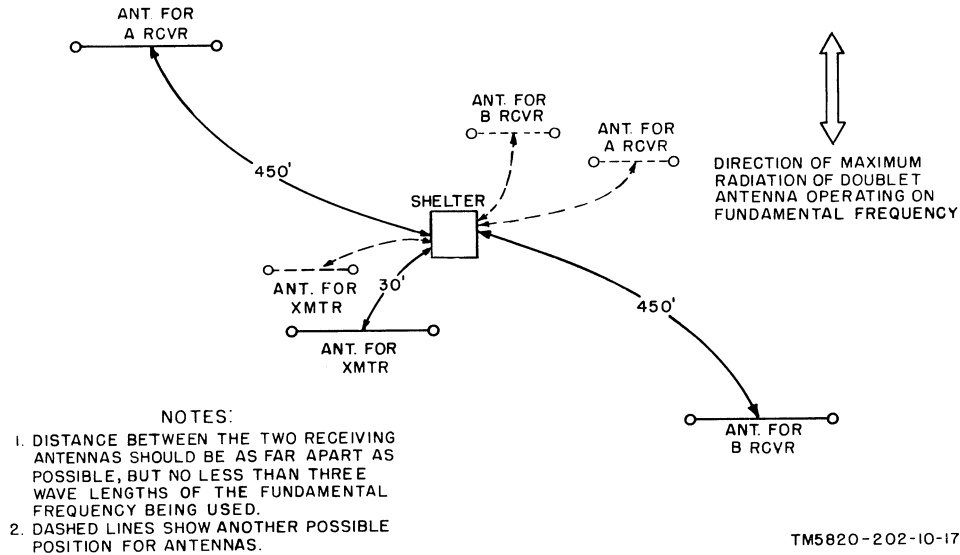 ANT. FOR
A RCVR
ANT. FOR
B RCVR
ANT. FOR
A RCVR
DIRECTION OF MAXIMUM
RADIATION OF DOUBLET
ANTENNA OPERATING ON
FUNDAMENTAL FREQUENCY
450'
SHELTER
ANT. FOR
XMTR
30'
450'
ANT. FOR
XMTR
ANT. FOR
B RCVR
NOTES:
1. DISTANCE BETWEEN THE TWO RECEIVING
ANTENNAS SHOULD BE AS FAR APART AS
POSSIBLE, BUT NO LESS THAN THREE
WAVE LENGTHS OF THE FUNDAMENTAL
FREQUENCY BEING USED.
2. DASHED LINES SHOW ANOTHER POSSIBLE
POSITION FOR ANTENNAS.
TM5820-202-10-17